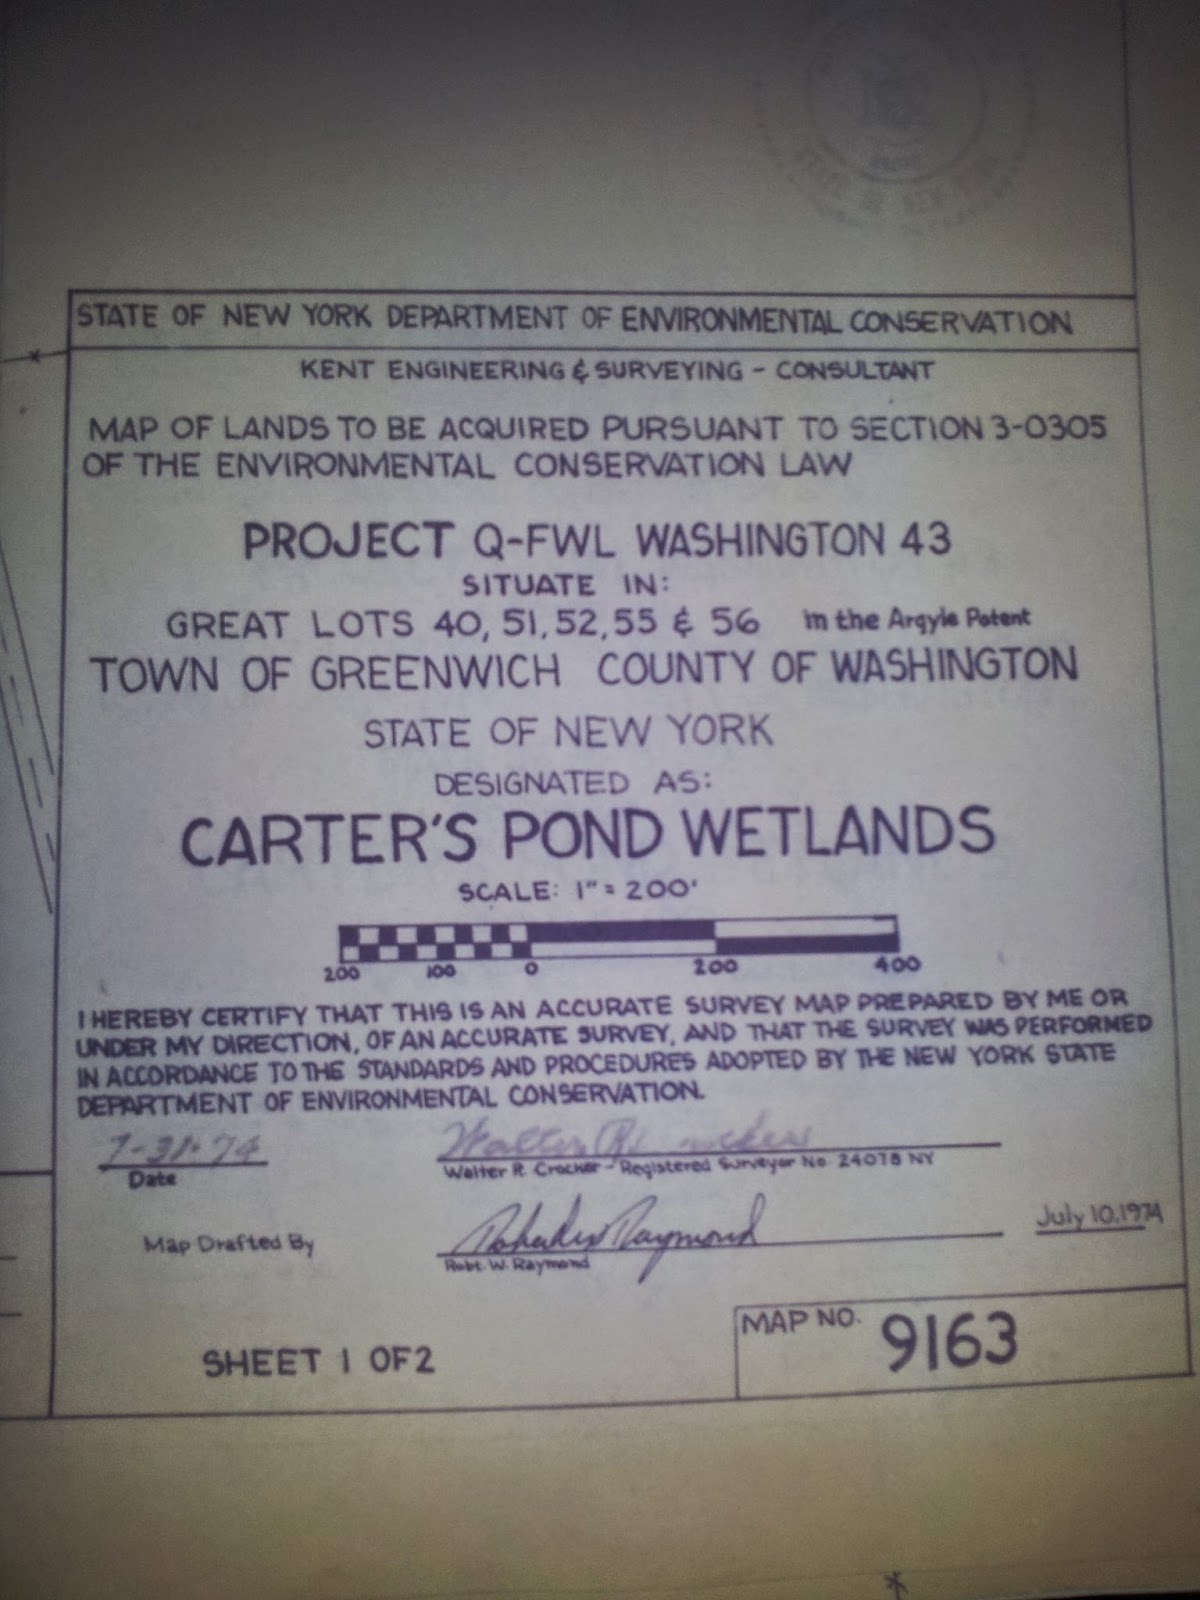 STATE OF NEW YORK DEPARTMENT OF ENVIRONMENTAL CONSERVATION
KENT ENGINEERING & SURVEYING - CONSULTANT
MAP OF LANDS TO BE ACQUIRED PURSUANT TO SECTION 3-0305
OF THE ENVIRONMENTAL CONSERVATION LAW
PROJECT Q-FWL WASHINGTON 43
SITUATE IN:
GREAT LOTS 40, 51, 52, 55 & 56 in the Argyle Patent
TOWN OF GREENWICH COUNTY OF WASHINGTON
STATE OF NEW YORK
DESIGNATED AS:
CARTER'S POND WETLANDS
SCALE: 1" = 200'
200 100 0 200 400
I HEREBY CERTIFY THAT THIS IS AN ACCURATE SURVEY MAP PREPARED BY ME OR
UNDER MY DIRECTION, OF AN ACCURATE SURVEY, AND THAT THE SURVEY WAS PERFORMED
IN ACCORDANCE TO THE STANDARDS AND PROCEDURES ADOPTED BY THE NEW YORK STATE
DEPARTMENT OF ENVIRONMENTAL CONSERVATION.
7-31-74 Walter R.
Date Walter R. Crocker - Registered Surveyor No. 24078 NY
Map Drafted By Raymond July 10, 1974
Robt. W. Raymond
SHEET 1 OF 2
MAP NO. 9163